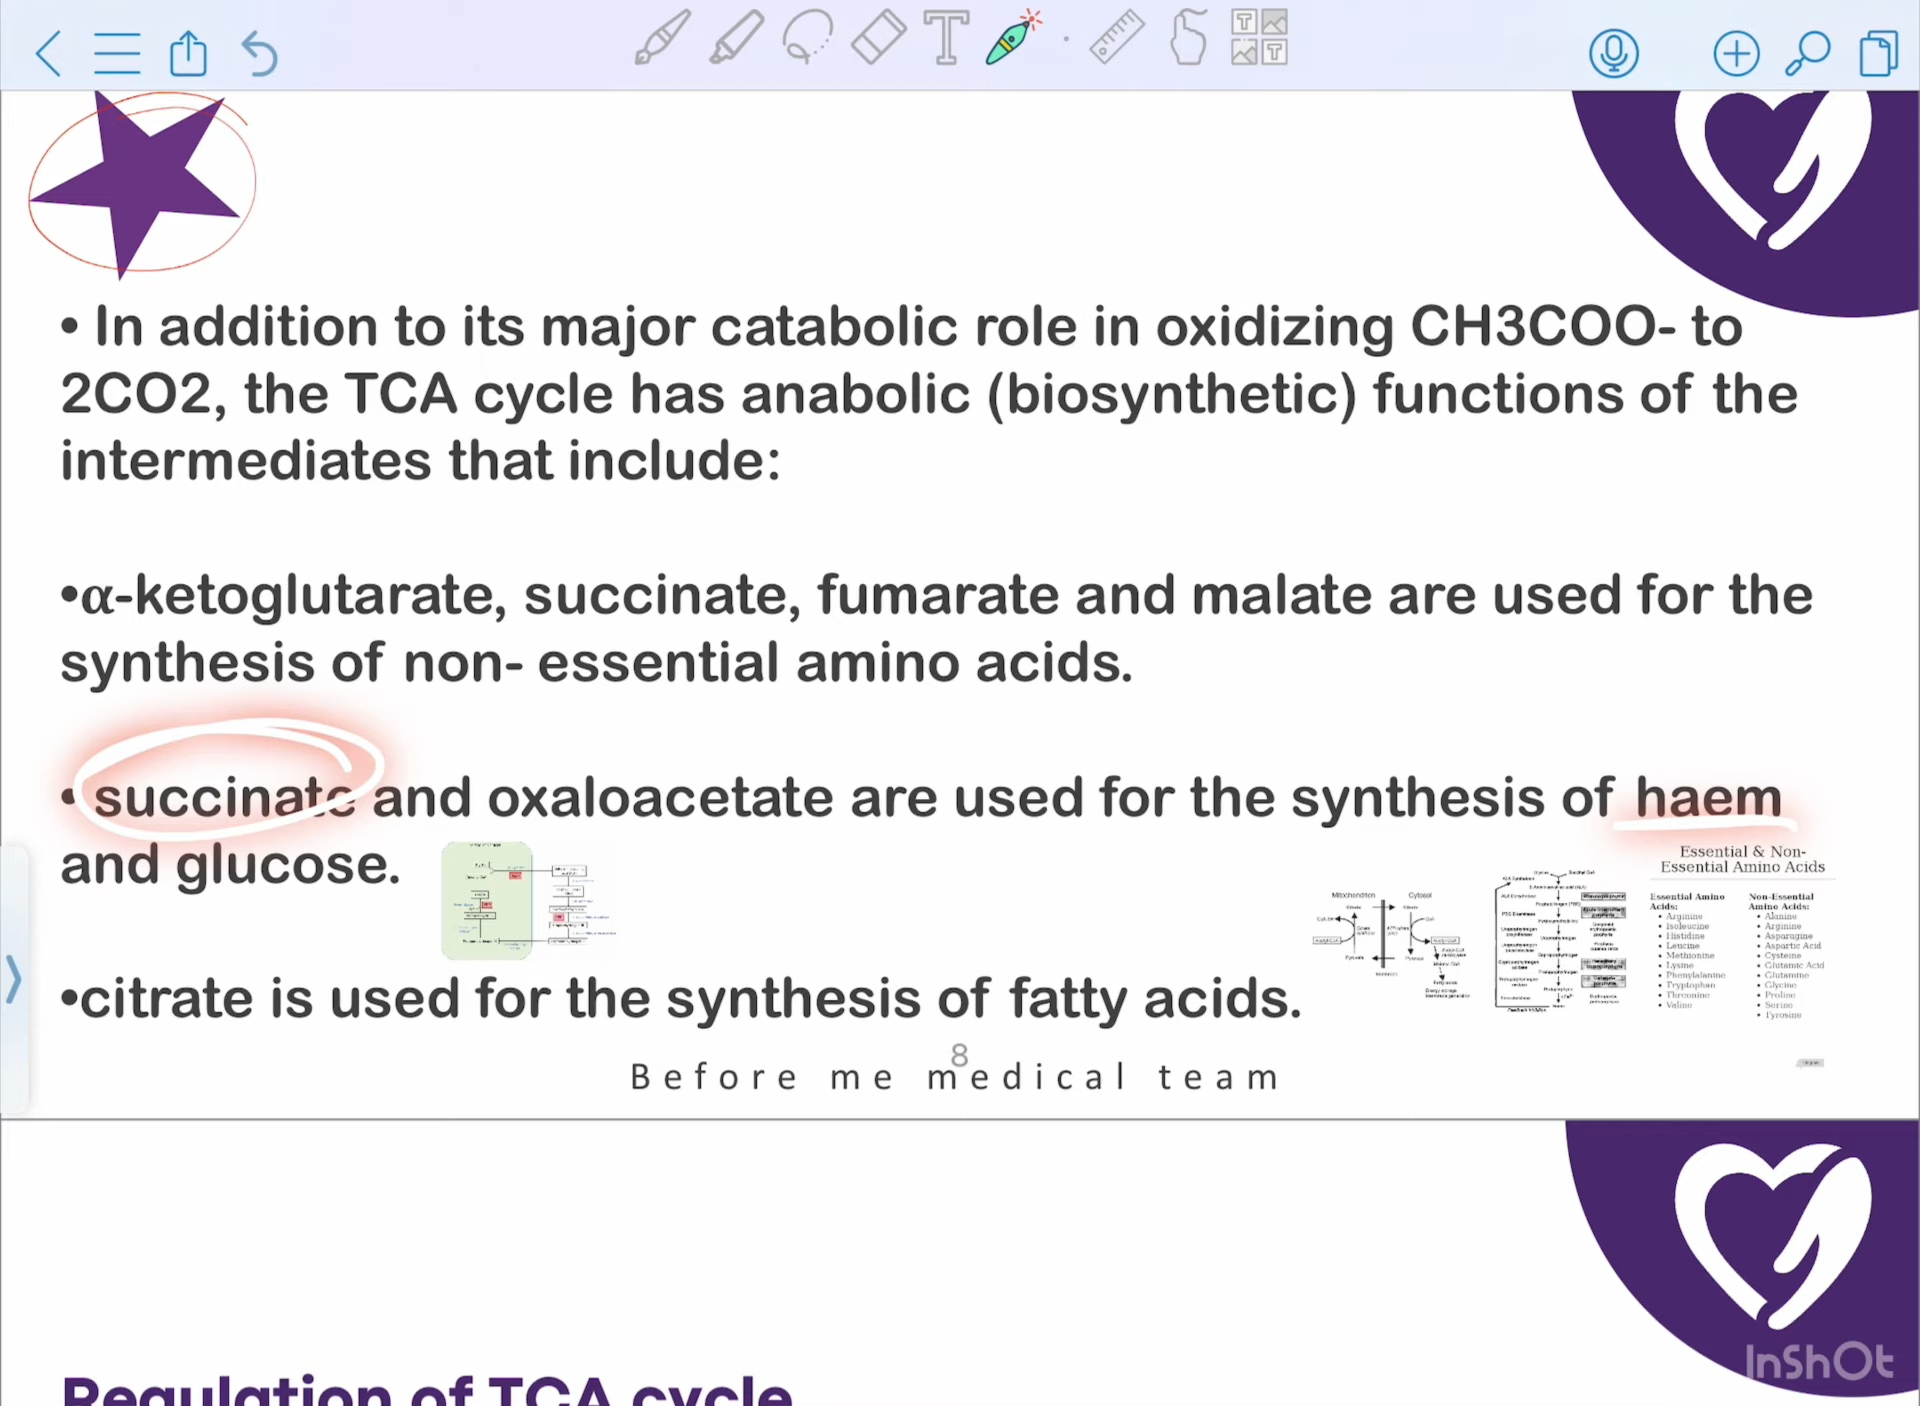 • In addition to its major catabolic role in oxidizing CH3COO- to
2CO2, the TCA cycle has anabolic (biosynthetic) functions of the
intermediates that include:
•α-ketoglutarate, succinate, fumarate and malate are used for the
synthesis of non- essential amino acids.
• succinate and oxaloacetate are used for the synthesis of haem
and glucose.
•citrate is used for the synthesis of fatty acids.
Mitochondrion Cytosol
Essential & Non-
Essential Amino Acids
Essential Amino
Acids:
• Arginine
• Isoleucine
• Histidine
• Leucine
• Methionine
• Lysine
• Phenylalanine
• Tryptophan
• Threonine
• Valine
Non-Essential
Amino Acids:
• Alanine
• Arginine
• Asparagine
• Aspartic Acid
• Cysteine
• Glutamic Acid
• Glutamine
• Glycine
• Proline
• Serine
• Tyrosine
8
Before me medical team
Regulation of TCA cycle
InShOt